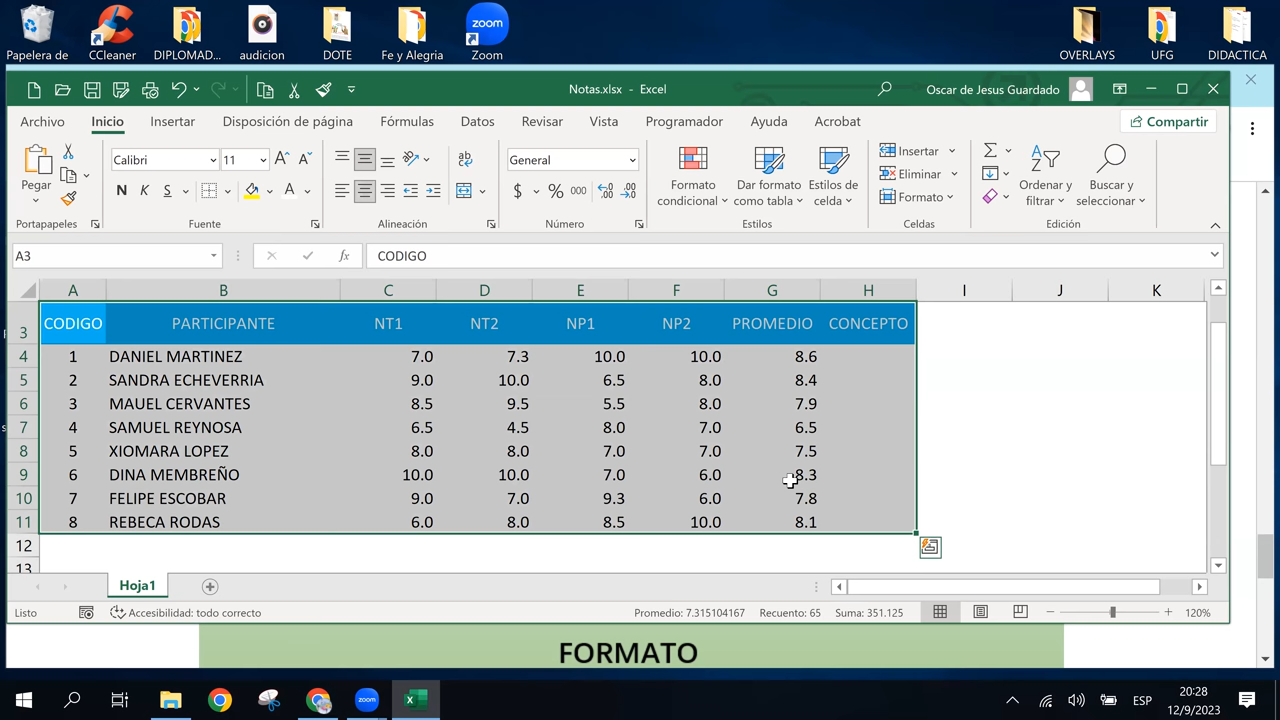 Papelera de
CCleaner
DIPLOMAD...
audicion
DOTE
Fe y Alegria
Zoom
OVERLAYS
UFG
DIDACTICA
zoom
Notas.xlsx - Excel
Oscar de Jesus Guardado
Archivo Inicio Insertar Disposición de página Fórmulas Datos Revisar Vista Programador Ayuda Acrobat Compartir
Pegar
Calibri 11
N K S A
ab
General
$ % 000
Formato condicional
Dar formato como tabla
Estilos de celda
Insertar
Eliminar
Formato
Ordenar y filtrar
Buscar y seleccionar
Portapapeles Fuente Alineación Número Estilos Celdas Edición
A3 fx CODIGO
A B C D E F G H I J K
3 CODIGO PARTICIPANTE NT1 NT2 NP1 NP2 PROMEDIO CONCEPTO
4 1 DANIEL MARTINEZ 7.0 7.3 10.0 10.0 8.6
5 2 SANDRA ECHEVERRIA 9.0 10.0 6.5 8.0 8.4
6 3 MAUEL CERVANTES 8.5 9.5 5.5 8.0 7.9
7 4 SAMUEL REYNOSA 6.5 4.5 8.0 7.0 6.5
8 5 XIOMARA LOPEZ 8.0 8.0 7.0 7.0 7.5
9 6 DINA MEMBREÑO 10.0 10.0 7.0 6.0 8.3
10 7 FELIPE ESCOBAR 9.0 7.0 9.3 6.0 7.8
11 8 REBECA RODAS 6.0 8.0 8.5 10.0 8.1
12
13
Hoja1
Listo Accesibilidad: todo correcto Promedio: 7.315104167 Recuento: 65 Suma: 351.125 120%
FORMATO
zoom
ESP
20:28
12/9/2023